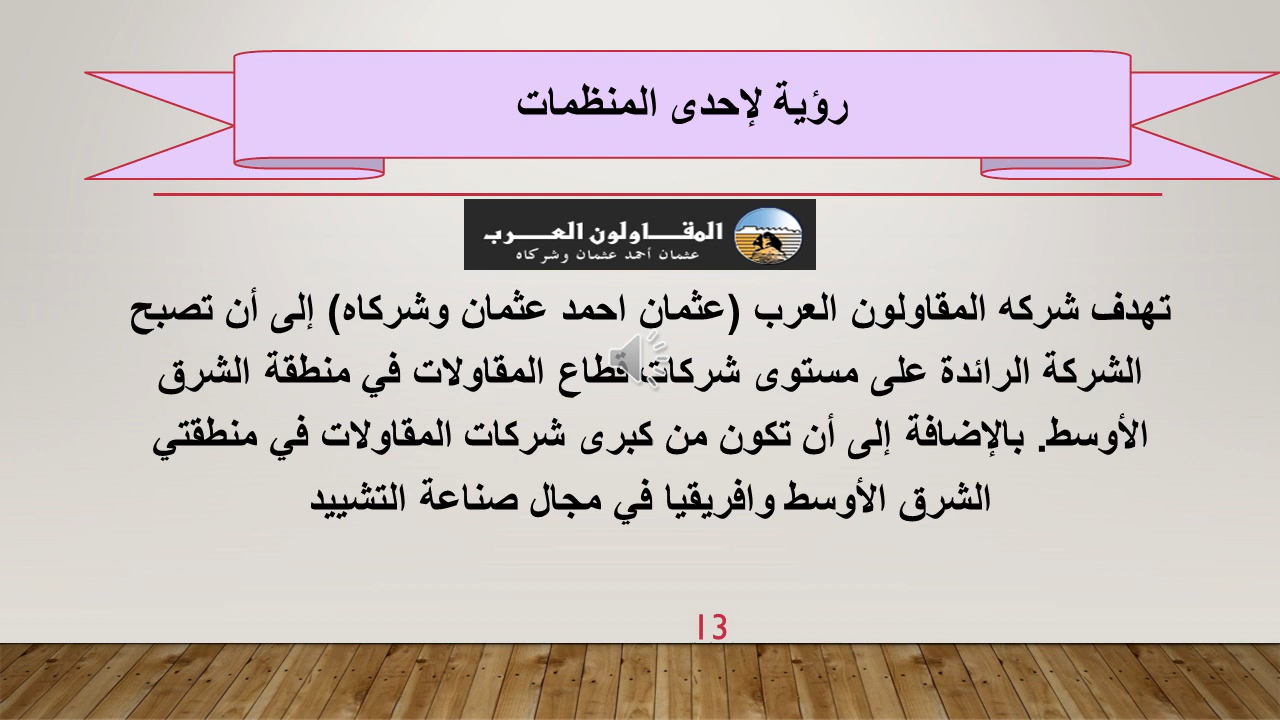 رؤية لإحدى المنظمات
المقاولون العرب
عثمان أحمد عثمان وشركاه
تهدف شركه المقاولون العرب (عثمان احمد عثمان وشركاه) إلى أن تصبح
الشركة الرائدة على مستوى شركات قطاع المقاولات في منطقة الشرق
الأوسط. بالإضافة إلى أن تكون من كبرى شركات المقاولات في منطقتي
الشرق الأوسط وافريقيا في مجال صناعة التشييد
13